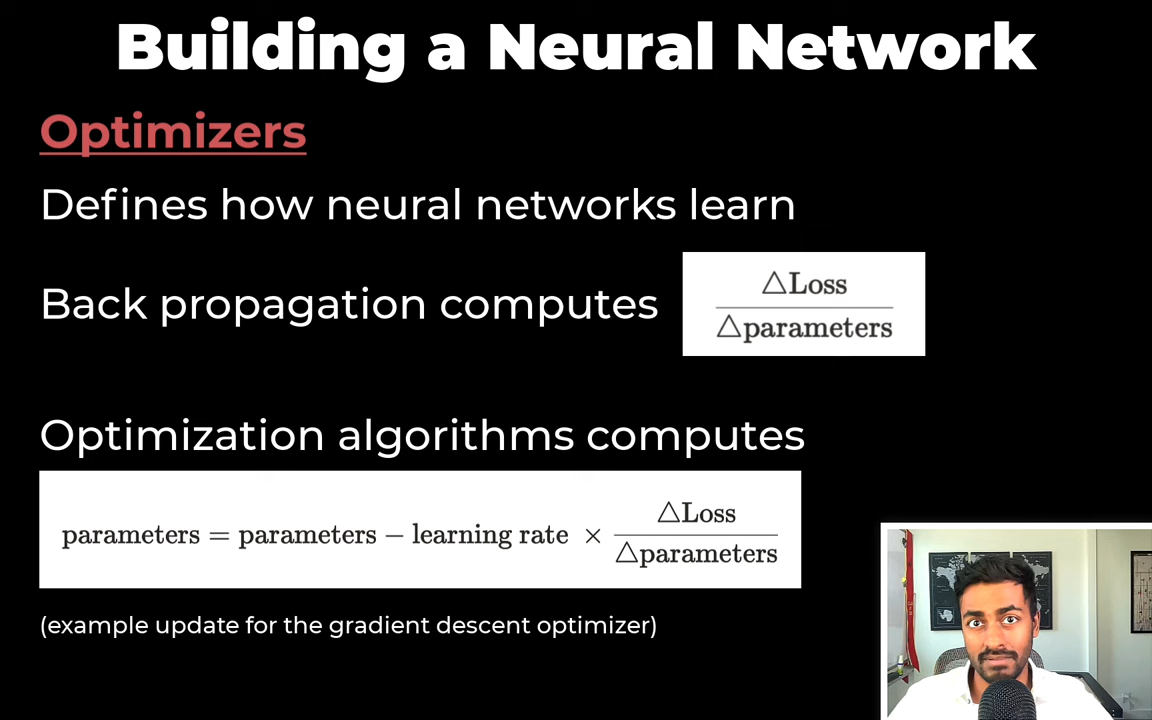 Building a Neural Network
Optimizers
Defines how neural networks learn
Back propagation computes △Loss / △parameters
Optimization algorithms computes
parameters = parameters − learning rate × △Loss / △parameters
(example update for the gradient descent optimizer)